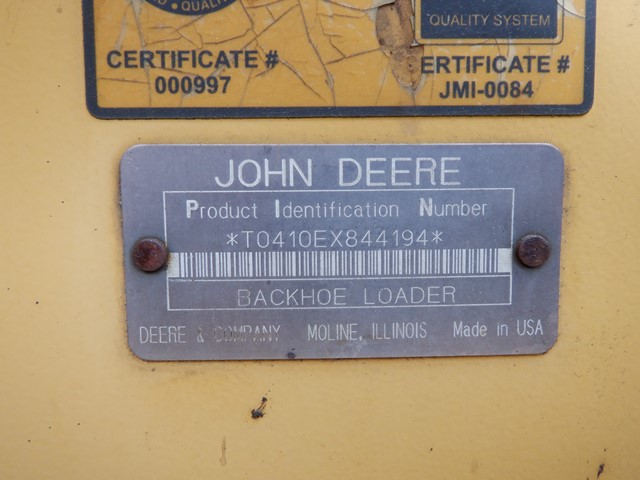 QUALITY SYSTEM
CERTIFICATE #
000997
ERTIFICATE #
JMI-0084
JOHN DEERE
Product Identification Number
*T0410EX844194*
BACKHOE LOADER
DEERE & COMPANY MOLINE, ILLINOIS Made in USA